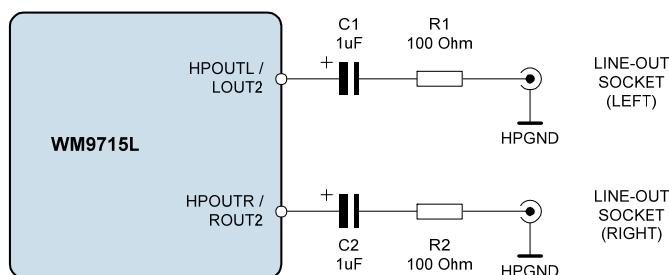 C1
1uF
R1
100 Ohm
HPOUTL /
LOUT2
+
LINE-OUT
SOCKET
(LEFT)
HPGND
WM9715L
HPOUTR /
ROUT2
+
LINE-OUT
SOCKET
(RIGHT)
C2
1uF
R2
100 Ohm
HPGND